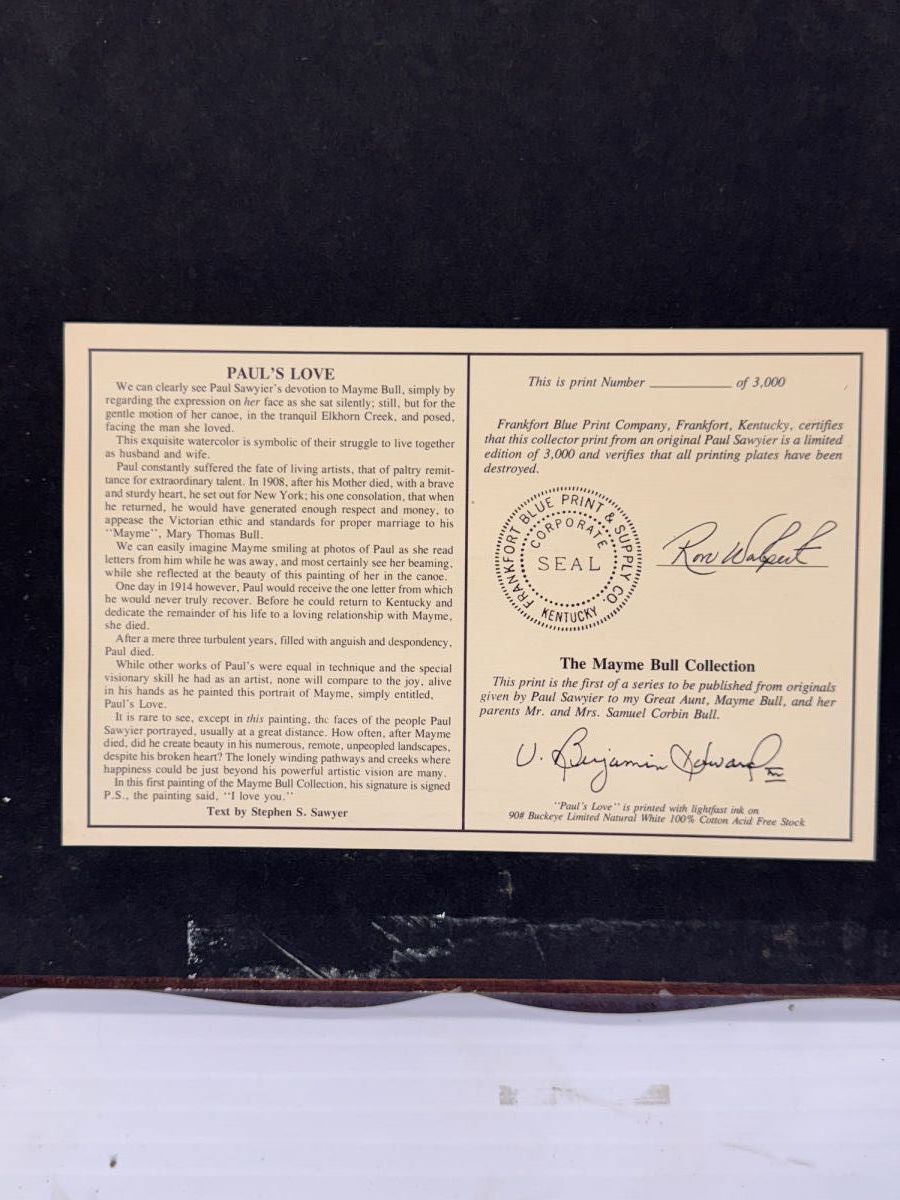 PAUL'S LOVE
We can clearly see Paul Sawyier's devotion to Mayme Bull, simply by
regarding the expression on her face as she sat silently; still, but for the
gentle motion of her canoe, in the tranquil Elkhorn Creek, and posed,
facing the man she loved.
This exquisite watercolor is symbolic of their struggle to live together
as husband and wife.
Paul constantly suffered the fate of living artists, that of paltry remit-
tance for extraordinary talent. In 1908, after his Mother died, with a brave
and sturdy heart, he set out for New York; his one consolation, that when
he returned, he would have generated enough respect and money, to
appease the Victorian ethic and standards for proper marriage to his
"Mayme", Mary Thomas Bull.
We can easily imagine Mayme smiling at photos of Paul as she read
letters from him while he was away, and most certainly see her beaming,
while she reflected at the beauty of this painting of her in the canoe.
One day in 1914 however, Paul would receive the one letter from which
he would never truly recover. Before he could return to Kentucky and
dedicate the remainder of his life to a loving relationship with Mayme,
she died.
After a mere three turbulent years, filled with anguish and despondency,
Paul died.
While other works of Paul's were equal in technique and the special
visionary skill he had as an artist, none will compare to the joy, alive
in his hands as he painted this portrait of Mayme, simply entitled,
Paul's Love.
It is rare to see, except in this painting, the faces of the people Paul
Sawyier portrayed, usually at a great distance. How often, after Mayme
died, did he create beauty in his numerous, remote, unpeopled landscapes,
despite his broken heart? The lonely winding pathways and creeks where
happiness could be just beyond his powerful artistic vision are many.
In this first painting of the Mayme Bull Collection, his signature is signed
P.S., the painting said, "I love you."
Text by Stephen S. Sawyer
This is print Number ____________ of 3,000
Frankfort Blue Print Company, Frankfort, Kentucky, certifies
that this collector print from an original Paul Sawyier is a limited
edition of 3,000 and verifies that all printing plates have been
destroyed.
FRANKFORT BLUE PRINT & SUPPLY CO.
CORPORATE
SEAL
KENTUCKY
Ron
The Mayme Bull Collection
This print is the first of a series to be published from originals
given by Paul Sawyier to my Great Aunt, Mayme Bull, and her
parents Mr. and Mrs. Samuel Corbin Bull.
U. Benjamin
"Paul's Love" is printed with lightfast ink on
90# Buckeye Limited Natural White 100% Cotton Acid Free Stock